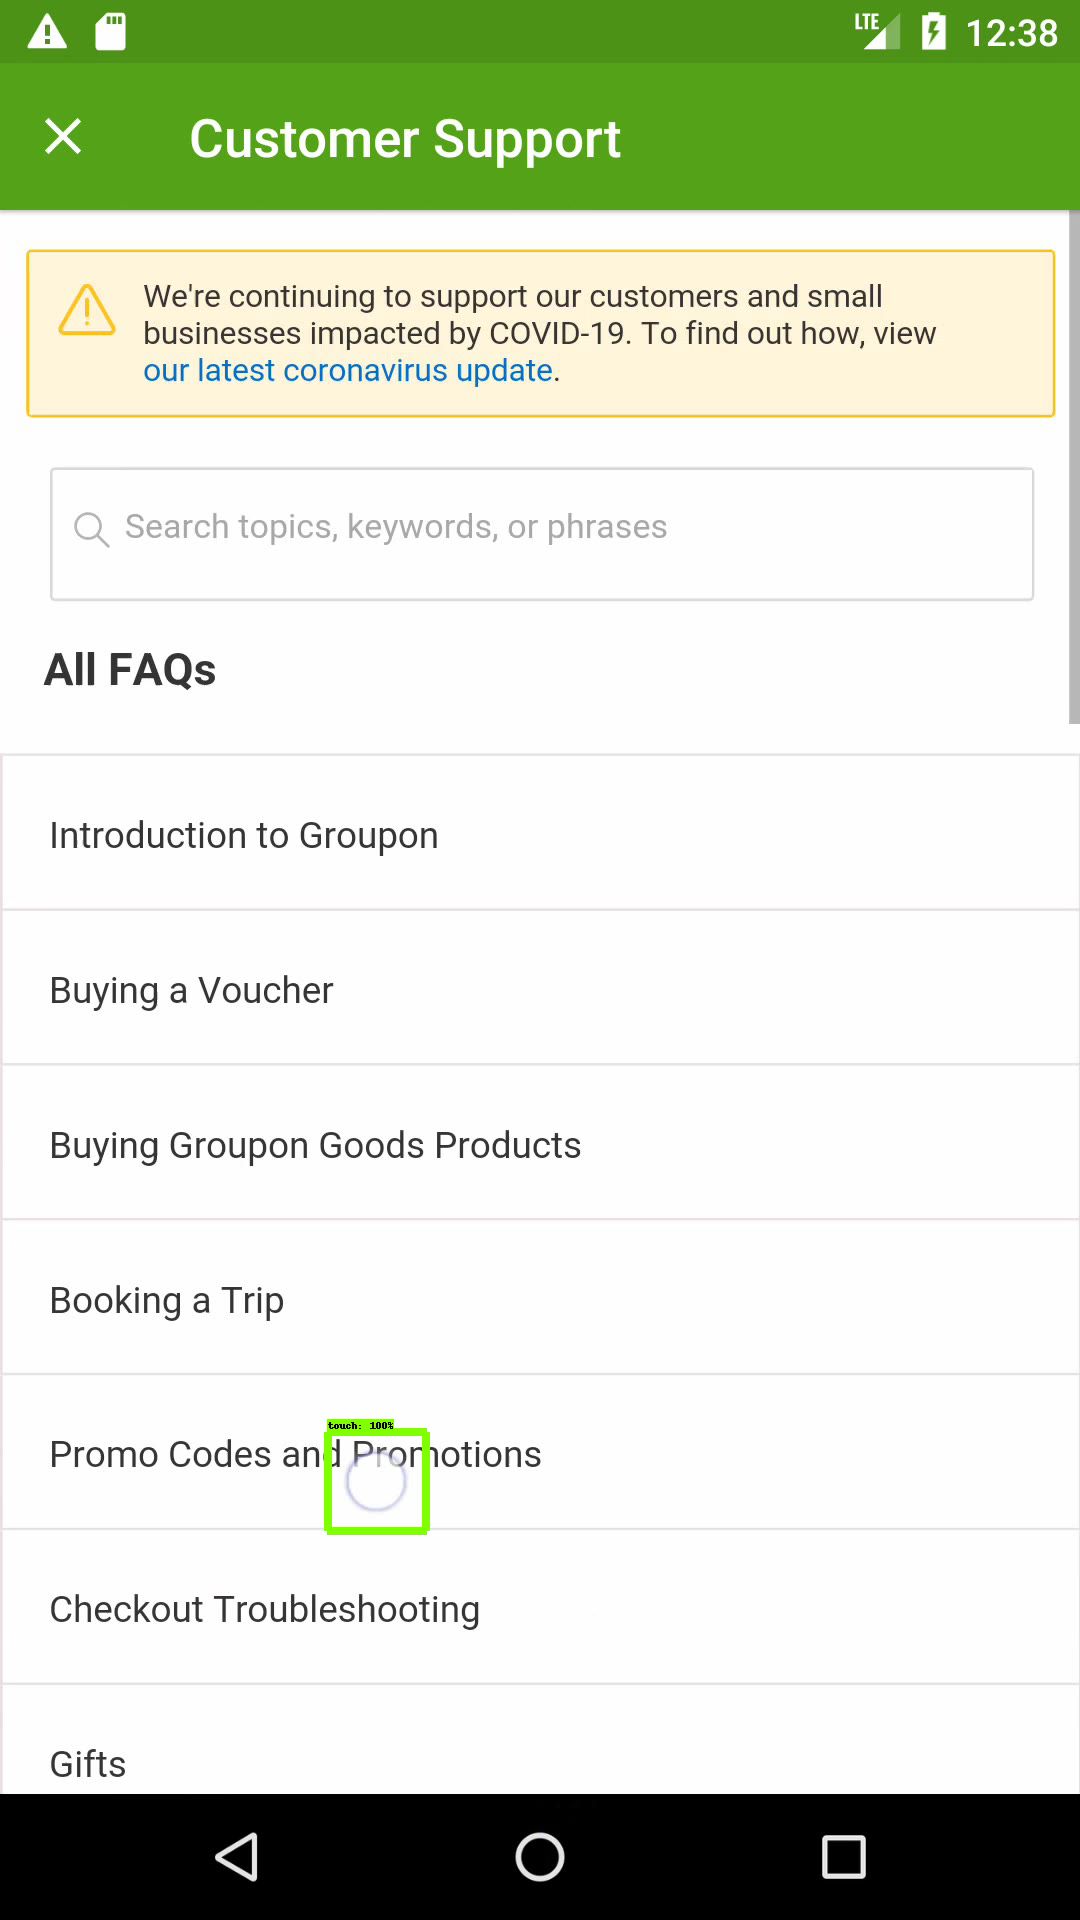 LTE 12:38
Customer Support
We're continuing to support our customers and small
businesses impacted by COVID-19. To find out how, view
our latest coronavirus update.
Search topics, keywords, or phrases
All FAQs
Introduction to Groupon
Buying a Voucher
Buying Groupon Goods Products
Booking a Trip
touch: 100%
Promo Codes and Promotions
Checkout Troubleshooting
Gifts